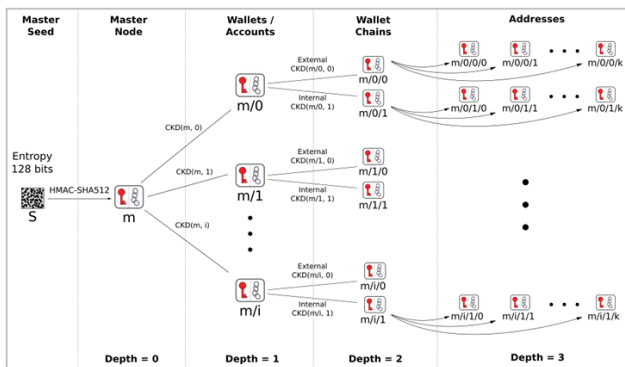 Master
Seed
Master
Node
Wallets /
Accounts
Wallet
Chains
Addresses
Entropy
128 bits
S
HMAC-SHA512
m
CKD(m, 0)
CKD(m, 1)
CKD(m, i)
m/0
m/1
m/i
External
CKD(m/0, 0)
Internal
CKD(m/0, 1)
External
CKD(m/1, 0)
Internal
CKD(m/1, 1)
External
CKD(m/i, 0)
Internal
CKD(m/i, 1)
m/0/0
m/0/1
m/1/0
m/1/1
m/i/0
m/i/1
m/0/0/0
m/0/0/1
m/0/0/k
m/0/1/0
m/0/1/1
m/0/1/k
m/i/1/0
m/i/1/1
m/i/1/k
Depth = 0
Depth = 1
Depth = 2
Depth = 3